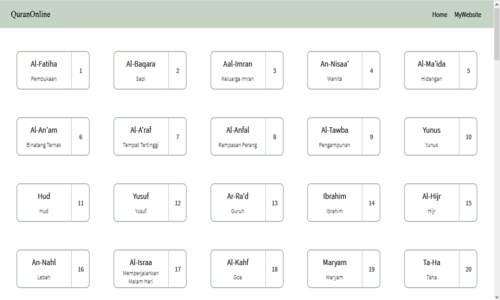 QuranOnline
Home MyWebsite
Al-Fatiha
Pembukaan
1
Al-Baqara
Sapi
2
Aal-Imran
Keluarga Imran
3
An-Nisaa'
Wanita
4
Al-Ma'ida
Hidangan
5
Al-An'am
Binatang Ternak
6
Al-A'raf
Tempat Tertinggi
7
Al-Anfal
Rampasan Perang
8
Al-Tawba
Pengampunan
9
Yunus
Yunus
10
Hud
Hud
11
Yusuf
Yusuf
12
Ar-Ra'd
Guruh
13
Ibrahim
Ibrahim
14
Al-Hijr
Hijr
15
An-Nahl
Lebah
16
Al-Israa
Memperjalankan
Malam Hari
17
Al-Kahf
Goa
18
Maryam
Maryam
19
Ta-Ha
Taha
20